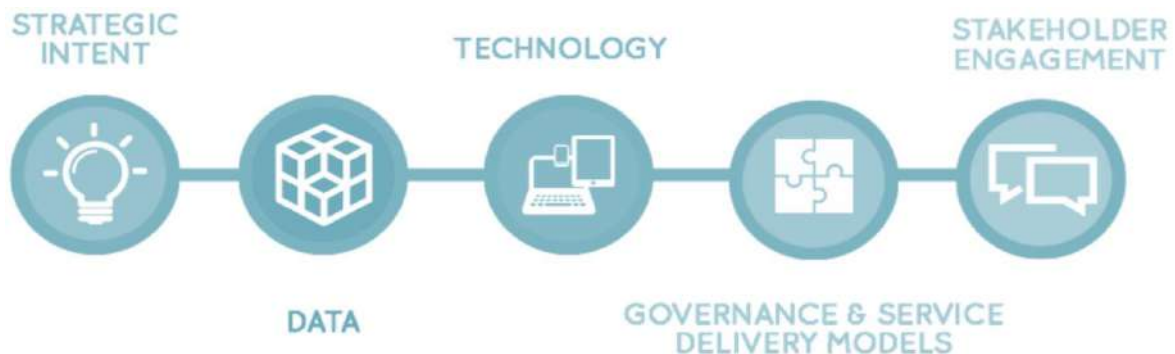 STRATEGIC
INTENT
DATA
TECHNOLOGY
GOVERNANCE & SERVICE
DELIVERY MODELS
STAKEHOLDER
ENGAGEMENT